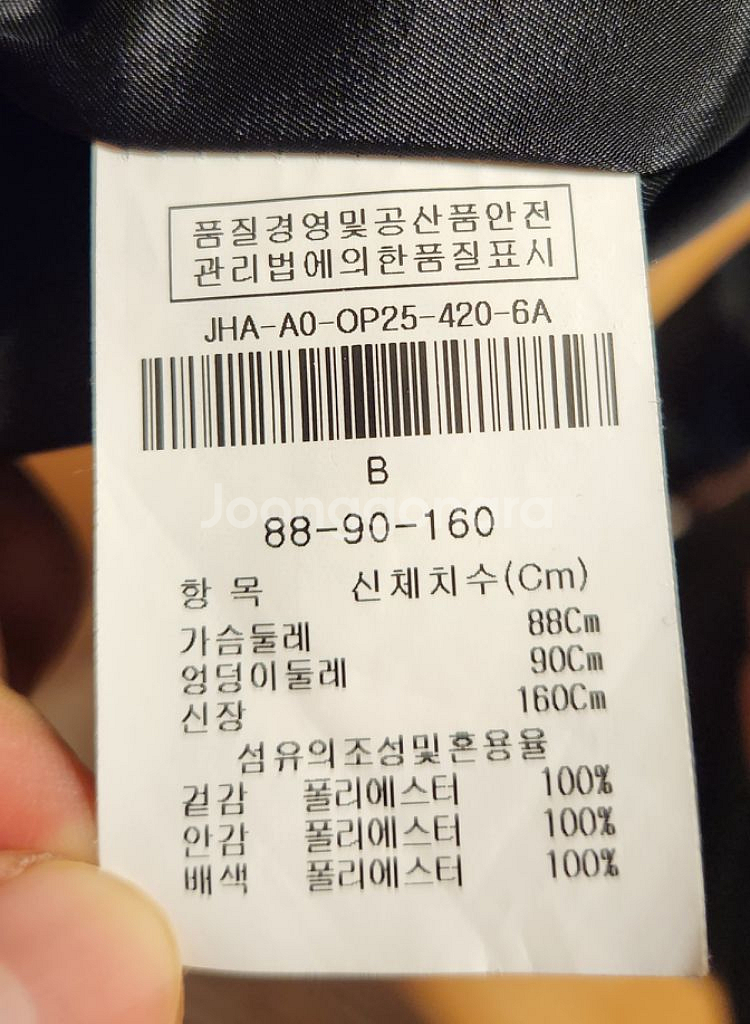 품질경영및공산품안전
관리법에의한품질표시
JHA-A0-OP25-420-6A
B
Joonggonara
88-90-160
항 목 신체치수(Cm)
가슴둘레 88Cm
엉덩이둘레 90Cm
신장 160Cm
섬유의조성및혼용율
겉감 폴리에스터 100%
안감 폴리에스터 100%
배색 폴리에스터 100%